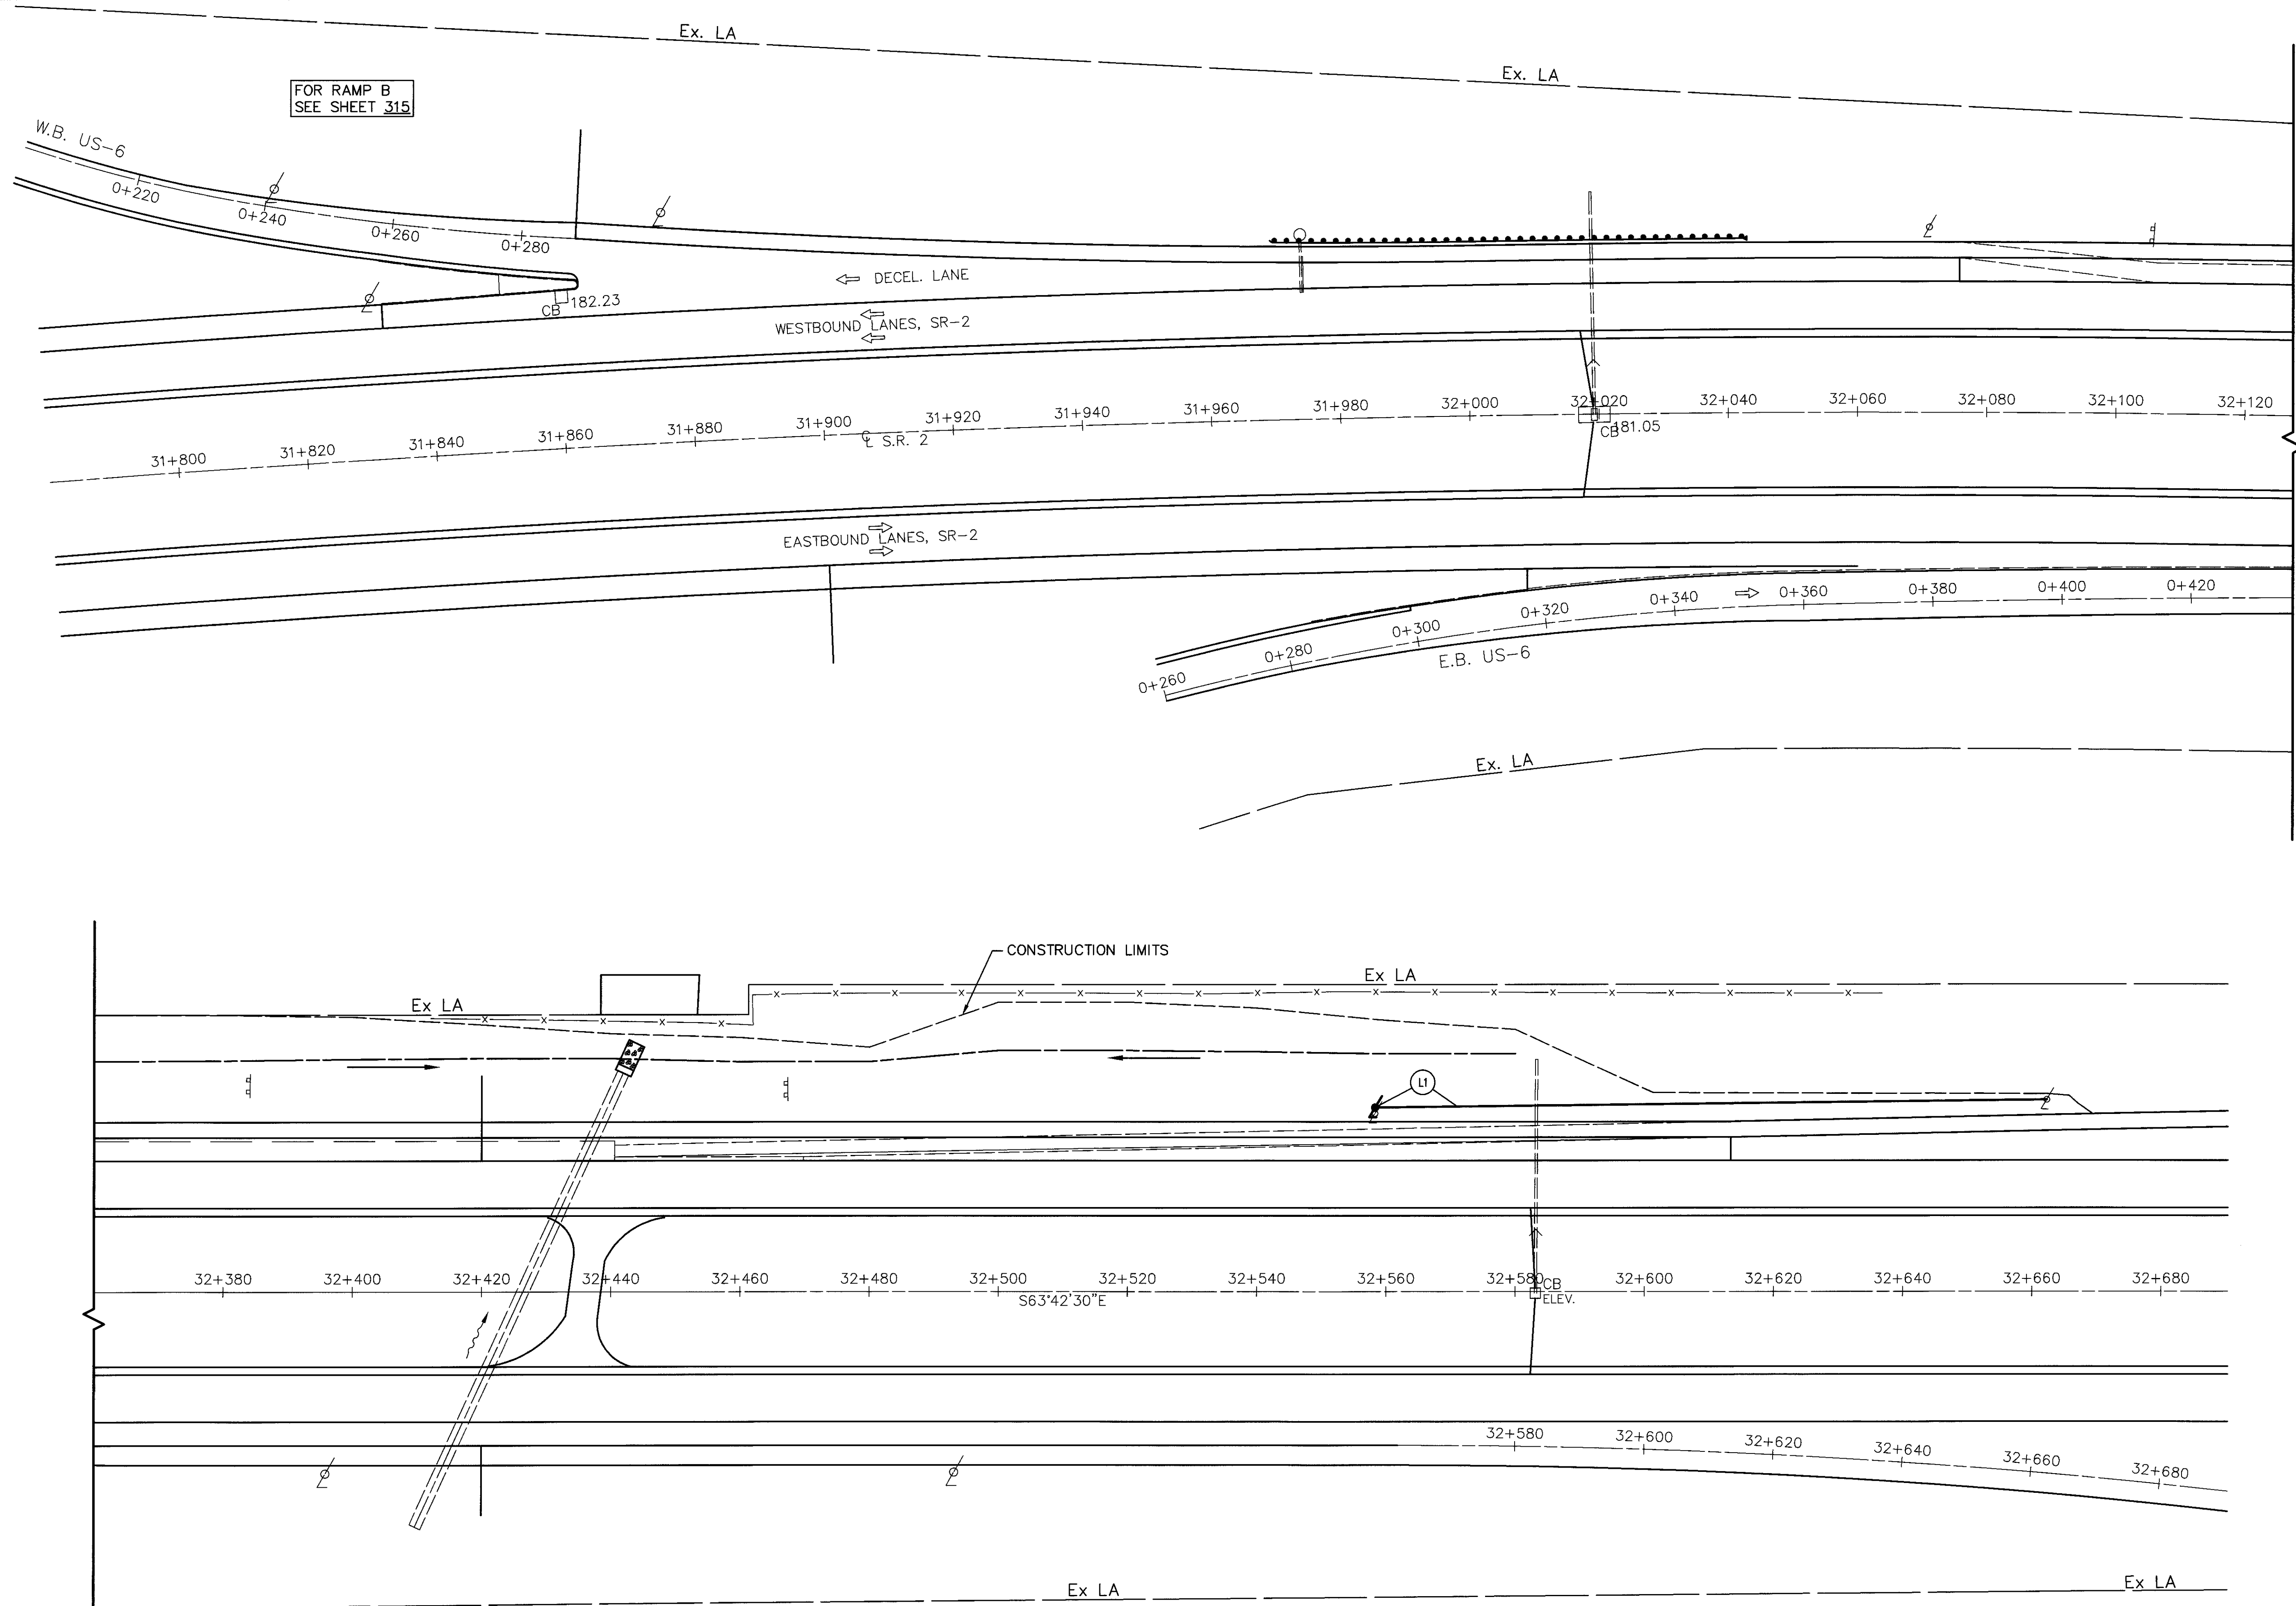 Ex. LA
Ex. LA
FOR RAMP B
SEE SHEET 315
W.B. US-6
0+220
0+240
0+260
0+280
DECEL. LANE
CB 182.23
WESTBOUND LANES, SR-2
31+800
31+820
31+840
31+860
31+880
31+900
31+920
31+940
31+960
31+980
32+000
32+020
32+040
32+060
32+080
32+100
32+120
℄ S.R. 2
CB 181.05
EASTBOUND LANES, SR-2
0+260
0+280
0+300
0+320
0+340
0+360
0+380
0+400
0+420
E.B. US-6
Ex. LA
CONSTRUCTION LIMITS
Ex LA
Ex LA
L1
32+380
32+400
32+420
32+440
32+460
32+480
32+500
32+520
32+540
32+560
32+580
32+600
32+620
32+640
32+660
32+680
CB
ELEV.
S63°42'30"E
32+580
32+600
32+620
32+640
32+660
32+680
Ex LA
Ex LA